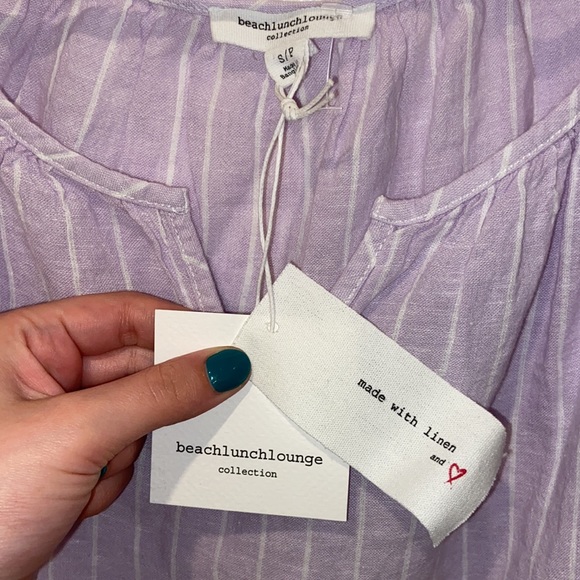 beachlunchlounge
collection
S/P
made with linen
and
beachlunchlounge
collection